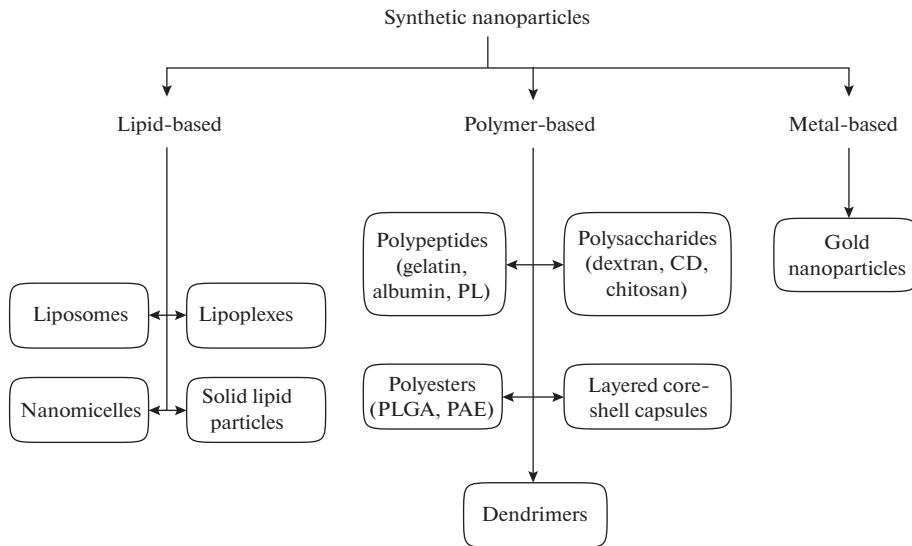 Synthetic nanoparticles
Lipid-based
Polymer-based
Metal-based
Polypeptides
(gelatin,
albumin, PL)
Polysaccharides
(dextran, CD,
chitosan)
Gold
nanoparticles
Liposomes
Lipoplexes
Nanomicelles
Solid lipid
particles
Polyesters
(PLGA, PAE)
Layered core-
shell capsules
Dendrimers